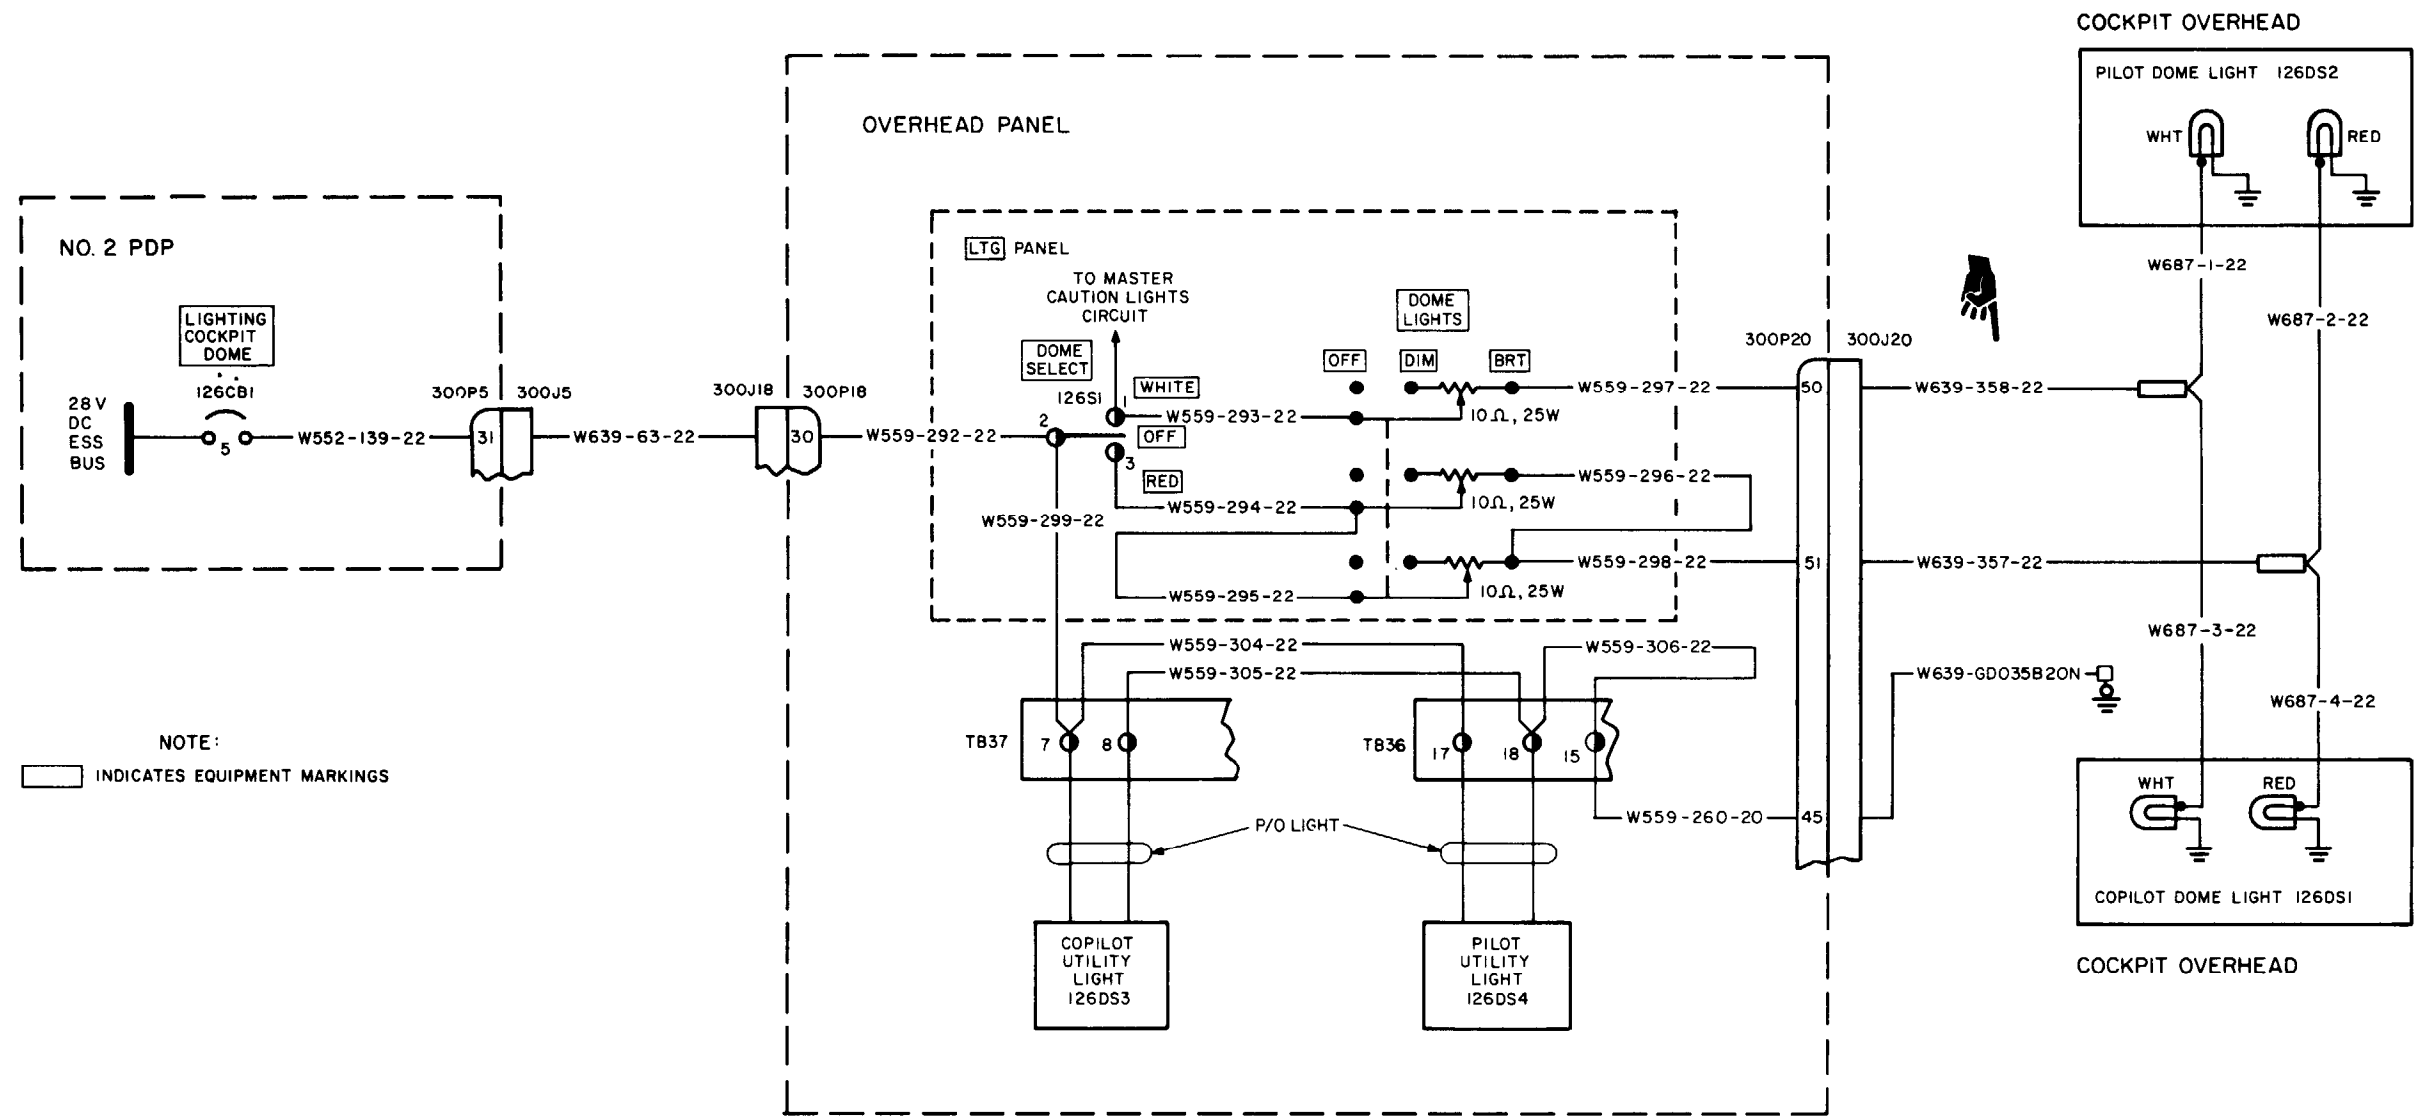 COCKPIT OVERHEAD
PILOT DOME LIGHT 126DS2
WHT
RED
W687-1-22
W687-2-22
OVERHEAD PANEL
NO. 2 PDP
LIGHTING
COCKPIT
DOME
126CB1
5
28V
DC
ESS
BUS
W552-139-22
300P5
300J5
31
W639-63-22
300J18
300P18
30
W559-292-22
LTG PANEL
TO MASTER
CAUTION LIGHTS
CIRCUIT
DOME
SELECT
126S1
1
2
3
WHITE
OFF
RED
W559-293-22
W559-294-22
W559-295-22
W559-299-22
DOME
LIGHTS
OFF
DIM
BRT
10Ω, 25W
10Ω, 25W
10Ω, 25W
W559-297-22
W559-296-22
W559-298-22
300P20
300J20
50
51
45
W639-358-22
W639-357-22
W559-304-22
W559-305-22
W559-306-22
W639-GD035B20N
W687-3-22
W687-4-22
TB37
7
8
TB36
17
18
15
W559-260-20
P/O LIGHT
COPILOT
UTILITY
LIGHT
126DS3
PILOT
UTILITY
LIGHT
126DS4
NOTE:
INDICATES EQUIPMENT MARKINGS
WHT
RED
COPILOT DOME LIGHT 126DS1
COCKPIT OVERHEAD